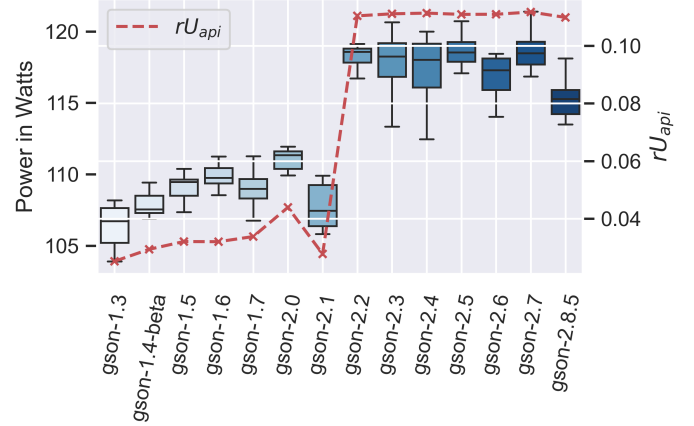 rU_api
Power in Watts
120
115
110
105
0.10
0.08
0.06
0.04
rU_api
gson-1.3
gson-1.4-beta
gson-1.5
gson-1.6
gson-1.7
gson-2.0
gson-2.1
gson-2.2
gson-2.3
gson-2.4
gson-2.5
gson-2.6
gson-2.7
gson-2.8.5